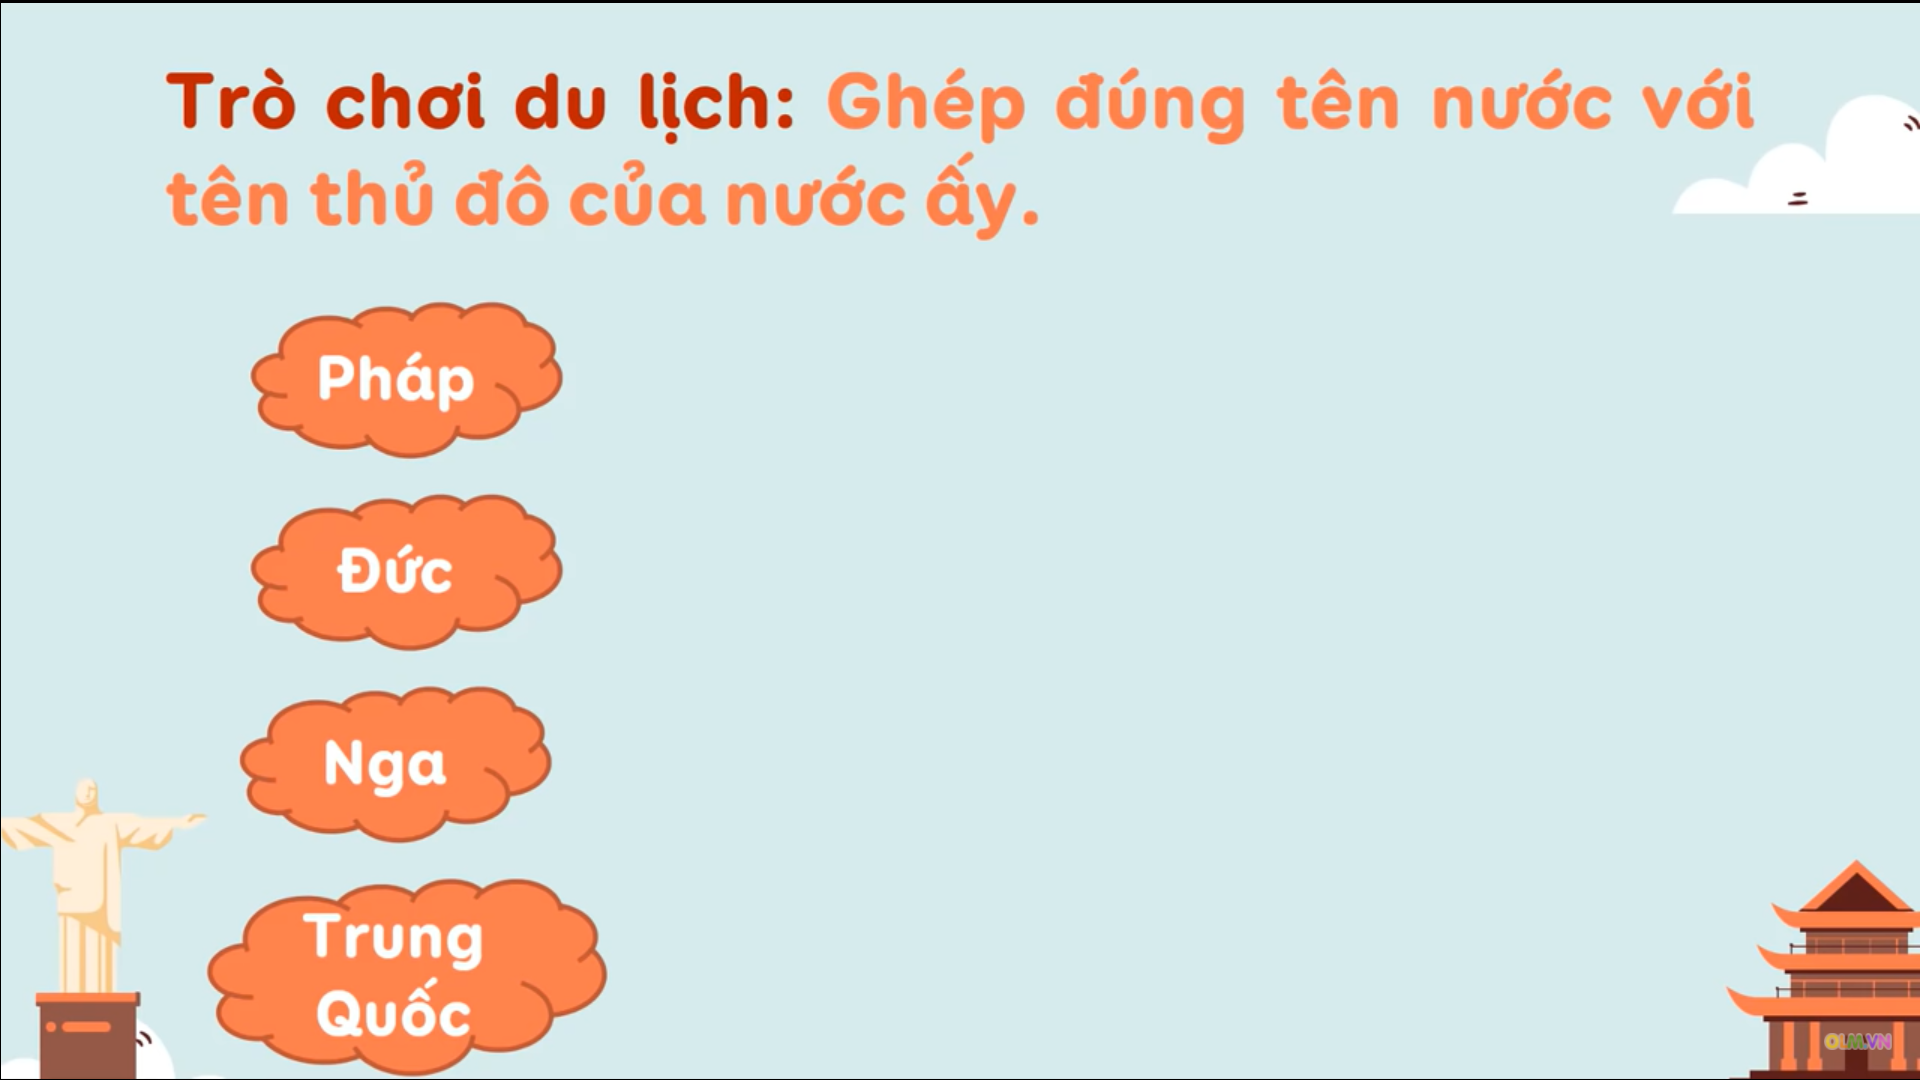 Trò chơi du lịch: Ghép đúng tên nước với
tên thủ đô của nước ấy.
Pháp
Đức
Nga
Trung
Quốc
OLM.VN